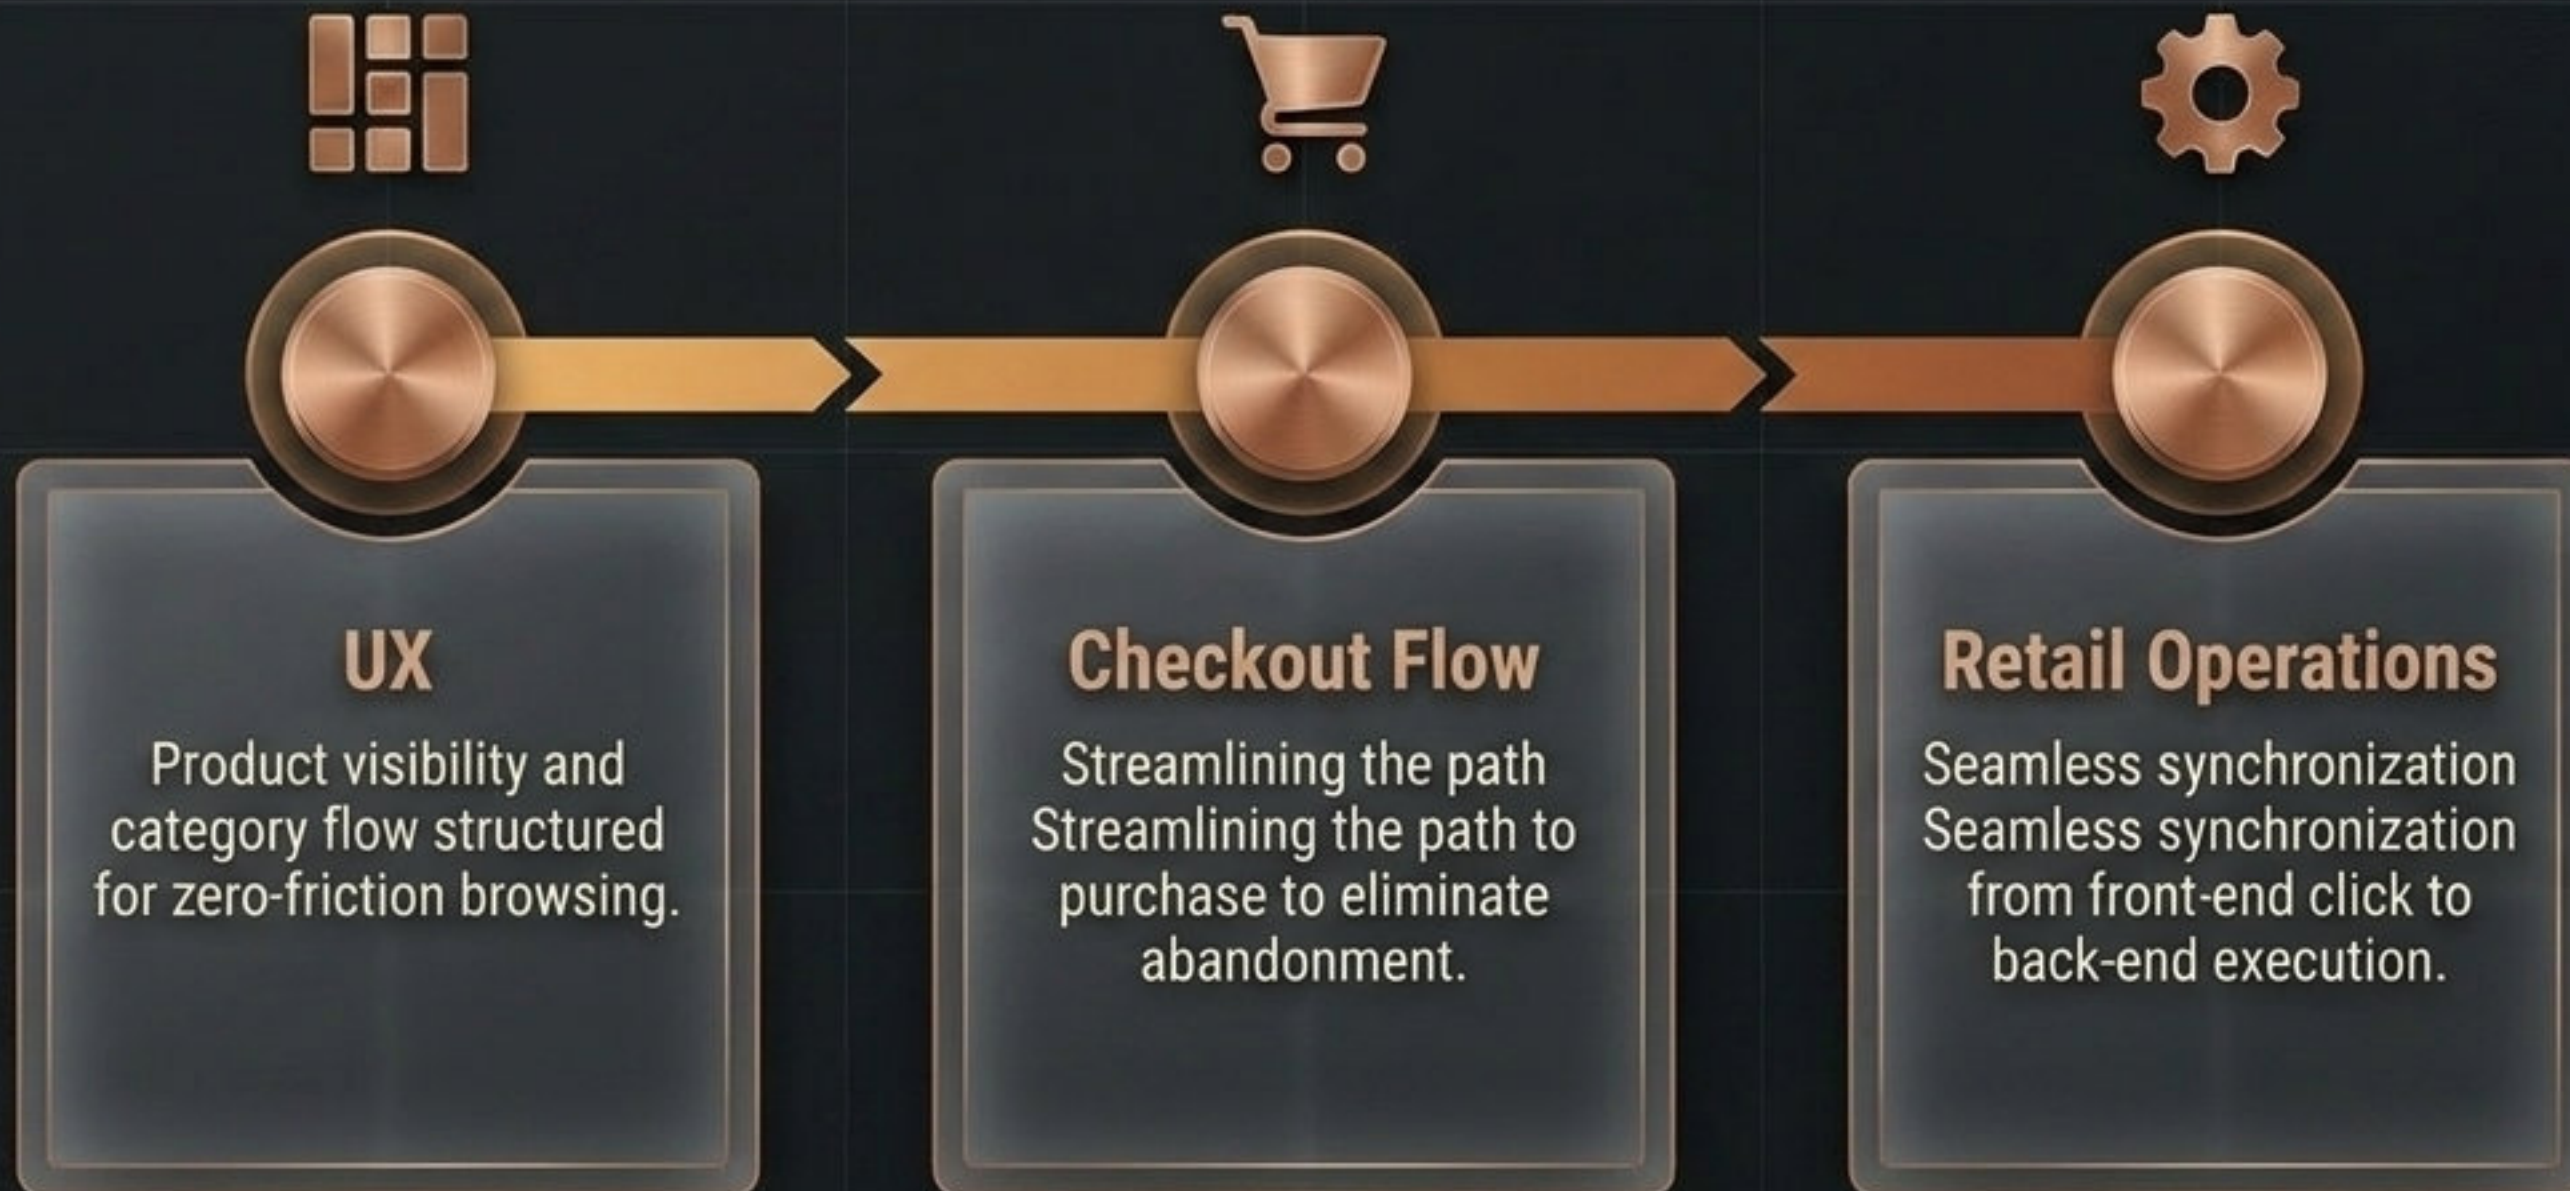 UX
Product visibility and
category flow structured
for zero-friction browsing.
Checkout Flow
Streamlining the path
Streamlining the path to
purchase to eliminate
abandonment.
Retail Operations
Seamless synchronization
Seamless synchronization
from front-end click to
back-end execution.